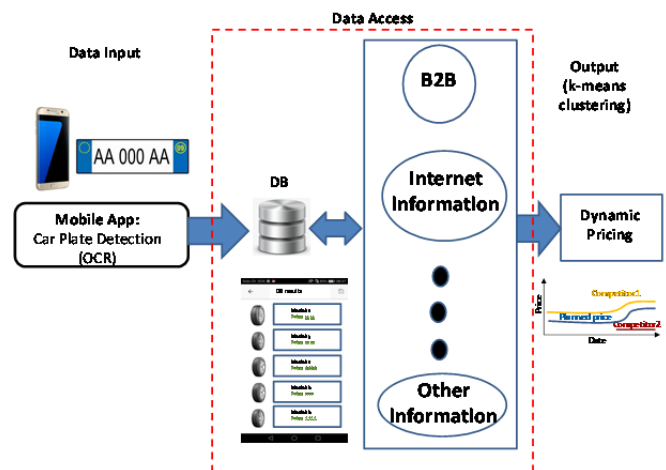 Data Access
Data Input
Output
(k-means
clustering)
B2B
AA 000 AA
DB
Internet
Information
Mobile App:
Car Plate Detection
(OCR)
Dynamic
Pricing
DB results
Competitor1
Planned price
Competitor2
Price
Date
Other
Information